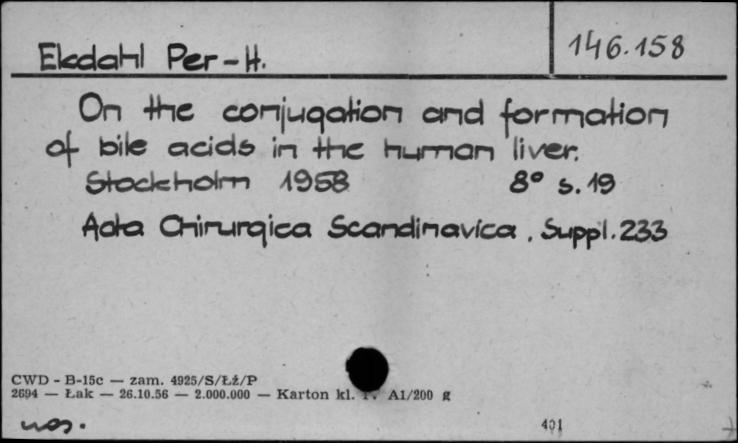 Ekdahl Per-H.
146.158
On the conjugation and formation
of bile acids in the human liver.
Stockholm 1958 8° s. 19
Acta Chirurgica Scandinavica, Suppl. 233
CWD - B-15c — zam. 4925/S/Łź/P
2694 — Łak — 26.10.56 — 2.000.000 — Karton kl. A1/200 g
401